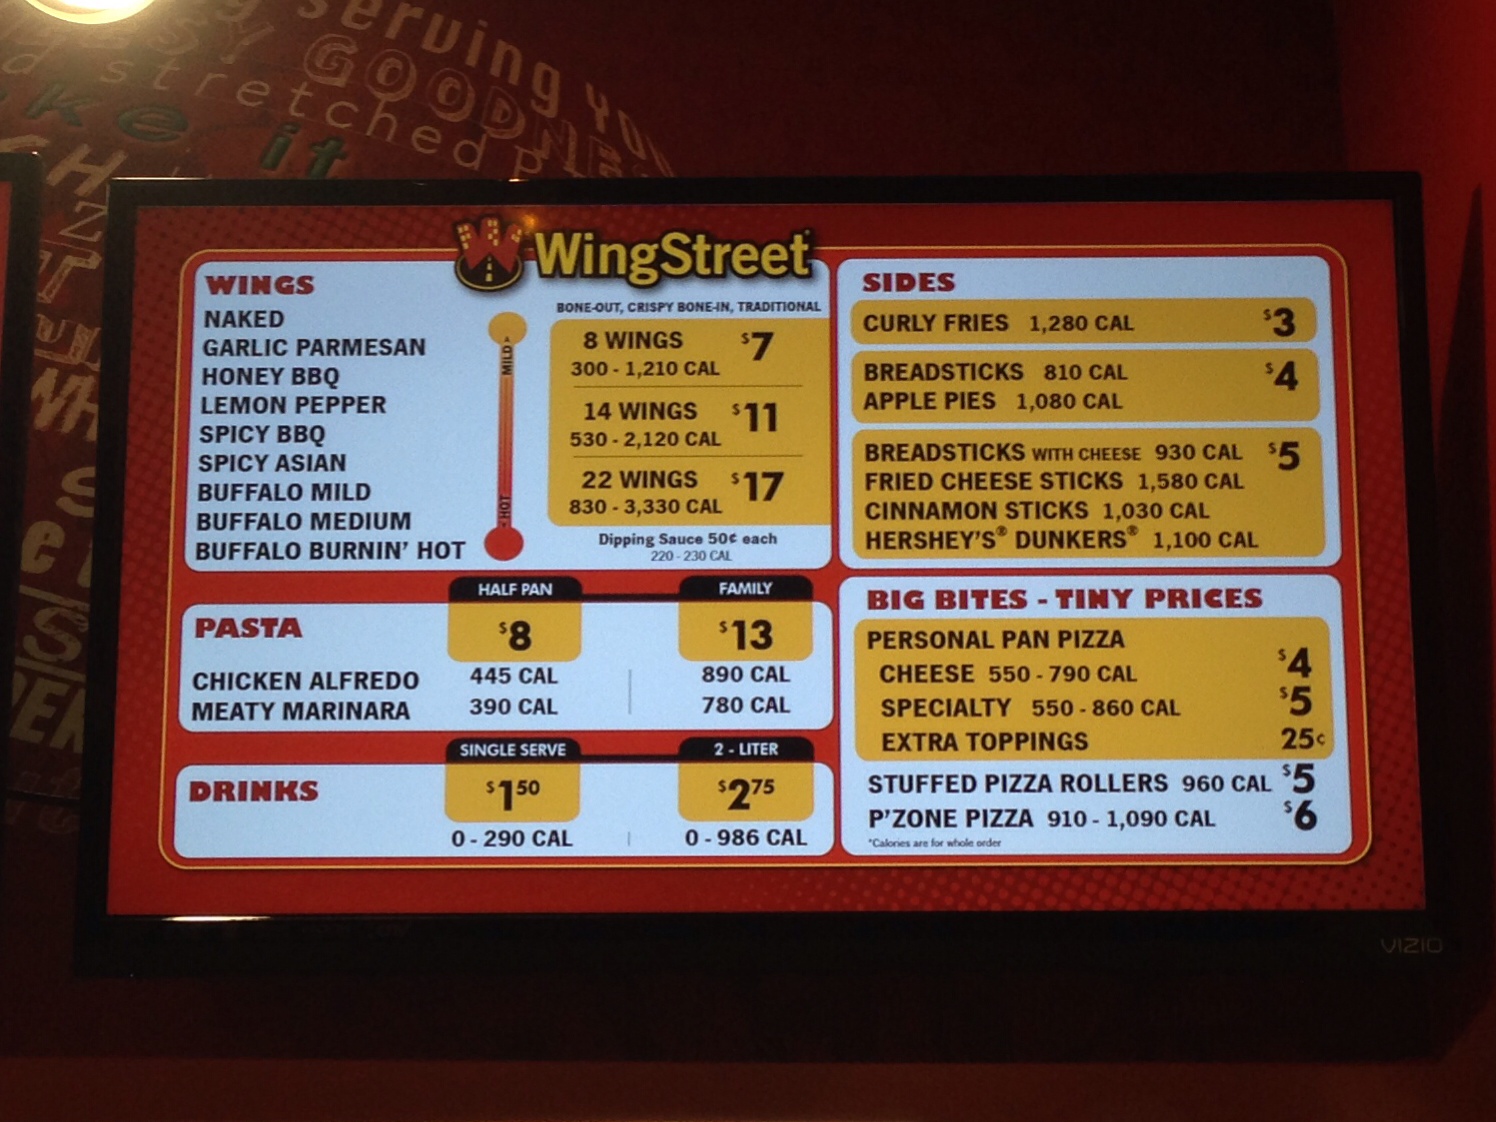 serving YOU
GOODNE
stretched P
ke it
WingStreet
WINGS
NAKED
GARLIC PARMESAN
HONEY BBQ
LEMON PEPPER
SPICY BBQ
SPICY ASIAN
BUFFALO MILD
BUFFALO MEDIUM
BUFFALO BURNIN' HOT
MILD
HOT
BONE-OUT, CRISPY BONE-IN, TRADITIONAL
8 WINGS $7
300 - 1,210 CAL
14 WINGS $11
530 - 2,120 CAL
22 WINGS $17
830 - 3,330 CAL
Dipping Sauce 50¢ each
220 - 230 CAL
HALF PAN FAMILY
PASTA $8 $13
CHICKEN ALFREDO 445 CAL 890 CAL
MEATY MARINARA 390 CAL 780 CAL
SINGLE SERVE 2 - LITER
DRINKS $1 50 $2 75
0 - 290 CAL 0 - 986 CAL
SIDES
CURLY FRIES 1,280 CAL $3
BREADSTICKS 810 CAL $4
APPLE PIES 1,080 CAL
BREADSTICKS WITH CHEESE 930 CAL $5
FRIED CHEESE STICKS 1,580 CAL
CINNAMON STICKS 1,030 CAL
HERSHEY'S® DUNKERS® 1,100 CAL
BIG BITES - TINY PRICES
PERSONAL PAN PIZZA
CHEESE 550 - 790 CAL $4
SPECIALTY 550 - 860 CAL $5
EXTRA TOPPINGS 25¢
STUFFED PIZZA ROLLERS 960 CAL $5
P'ZONE PIZZA 910 - 1,090 CAL $6
*Calories are for whole order
VIZIO